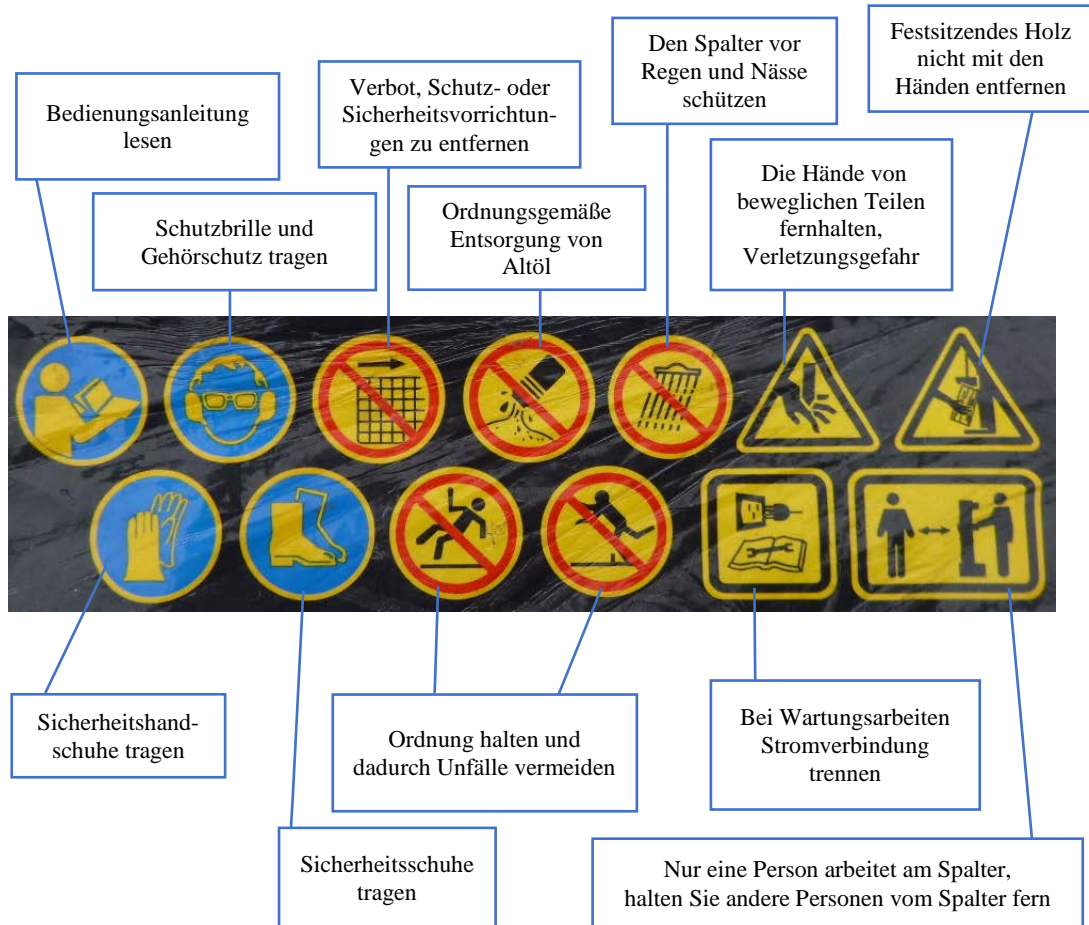 Bedienungsanleitung
lesen
Schutzbrille und
Gehörschutz tragen
Verbot, Schutz- oder
Sicherheitsvorrichtun-
gen zu entfernen
Ordnungsgemäße
Entsorgung von
Altöl
Den Spalter vor
Regen und Nässe
schützen
Die Hände von
beweglichen Teilen
fernhalten,
Verletzungsgefahr
Festsitzendes Holz
nicht mit den
Händen entfernen
Sicherheitshand-
schuhe tragen
Sicherheitsschuhe
tragen
Ordnung halten und
dadurch Unfälle vermeiden
Bei Wartungsarbeiten
Stromverbindung
trennen
Nur eine Person arbeitet am Spalter,
halten Sie andere Personen vom Spalter fern